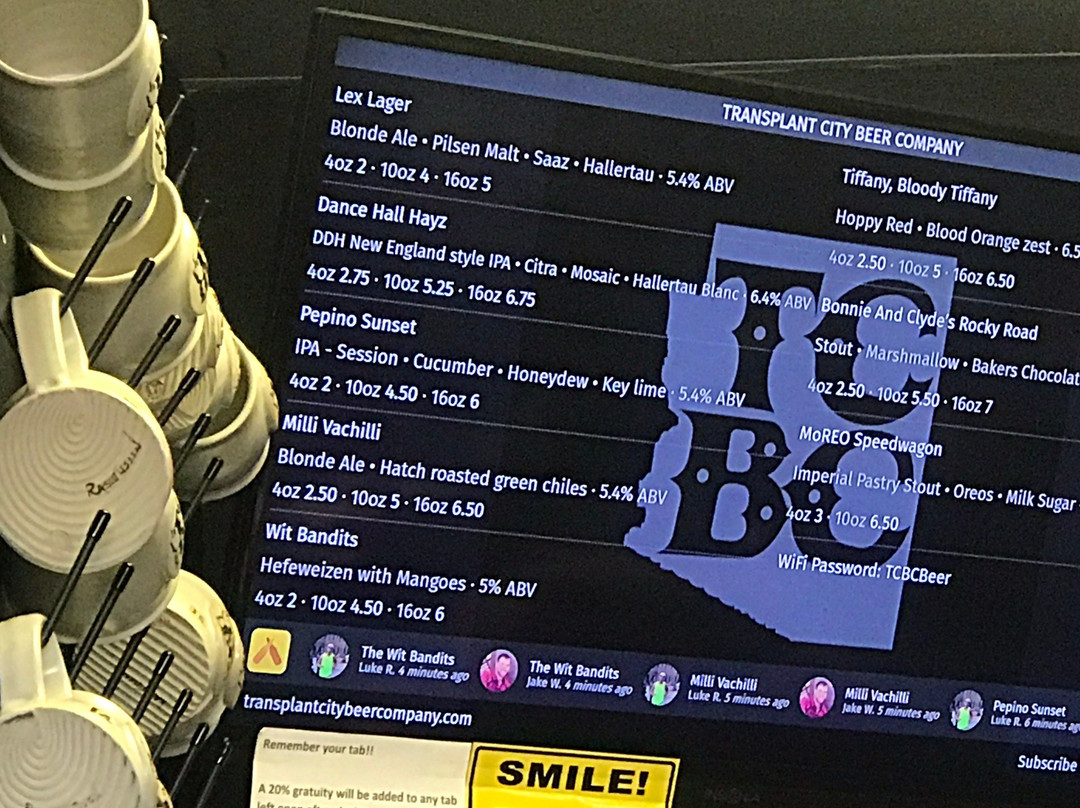 TRANSPLANT CITY BEER COMPANY
Lex Lager
Blonde Ale • Pilsen Malt • Saaz • Hallertau · 5.4% ABV
4oz 2 · 10oz 4 · 16oz 5
Dance Hall Hayz
DDH New England style IPA • Citra • Mosaic • Hallertau Blanc · 6.4% ABV
4oz 2.75 · 10oz 5.25 · 16oz 6.75
Pepino Sunset
IPA - Session • Cucumber • Honeydew • Key lime · 5.4% ABV
4oz 2 · 10oz 4.50 · 16oz 6
Milli Vachilli
Blonde Ale • Hatch roasted green chiles · 5.4% ABV
4oz 2.50 · 10oz 5 · 16oz 6.50
Wit Bandits
Hefeweizen with Mangoes · 5% ABV
4oz 2 · 10oz 4.50 · 16oz 6
Tiffany, Bloody Tiffany
Hoppy Red • Blood Orange zest · 6.5
4oz 2.50 · 10oz 5 · 16oz 6.50
Bonnie And Clyde's Rocky Road
Stout • Marshmallow • Bakers Chocolat
4oz 2.50 · 10oz 5.50 · 16oz 7
MoREO Speedwagon
Imperial Pastry Stout • Oreos • Milk Sugar
4oz 3 · 10oz 6.50
WiFi Password: TCBCBeer
TC
BC
The Wit Bandits
Luke R. 4 minutes ago
The Wit Bandits
Jake W. 4 minutes ago
Milli Vachilli
Luke R. 5 minutes ago
Milli Vachilli
Jake W. 5 minutes ago
Pepino Sunset
Luke R. 6 minutes ag
transplantcitybeercompany.com
Subscribe
Remember your tab!!
A 20% gratuity will be added to any tab
SMILE!